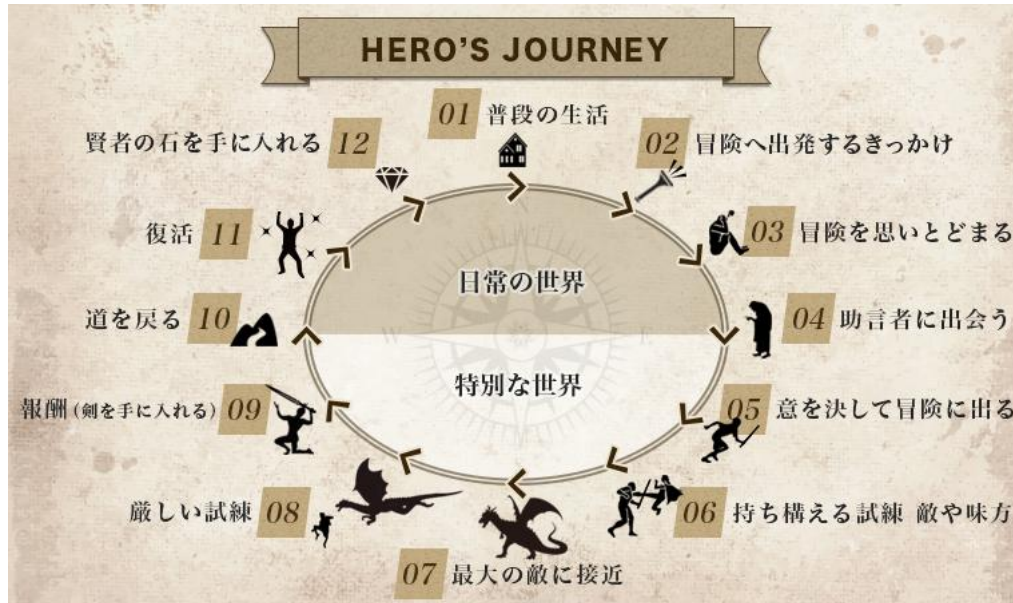 HERO'S JOURNEY
01 普段の生活
02 冒険へ出発するきっかけ
03 冒険を思いとどまる
04 助言者に出会う
05 意を決して冒険に出る
06 持ち構える試練 敵や味方
07 最大の敵に接近
08 厳しい試練
09 報酬(剣を手に入れる)
10 道を戻る
11 復活
12 賢者の石を手に入れる
日常の世界
特別な世界
W
E